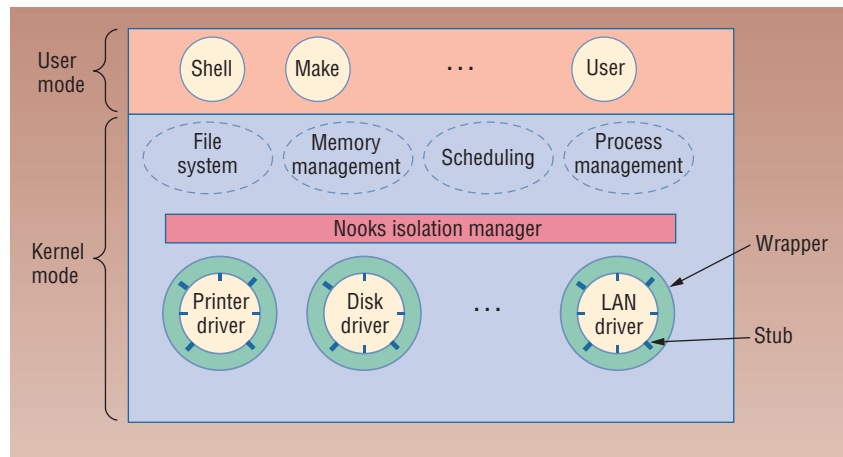 User
mode
Shell
Make
...
User
File
system
Memory
management
Scheduling
Process
management
Nooks isolation manager
Kernel
mode
Printer
driver
Disk
driver
...
LAN
driver
Wrapper
Stub